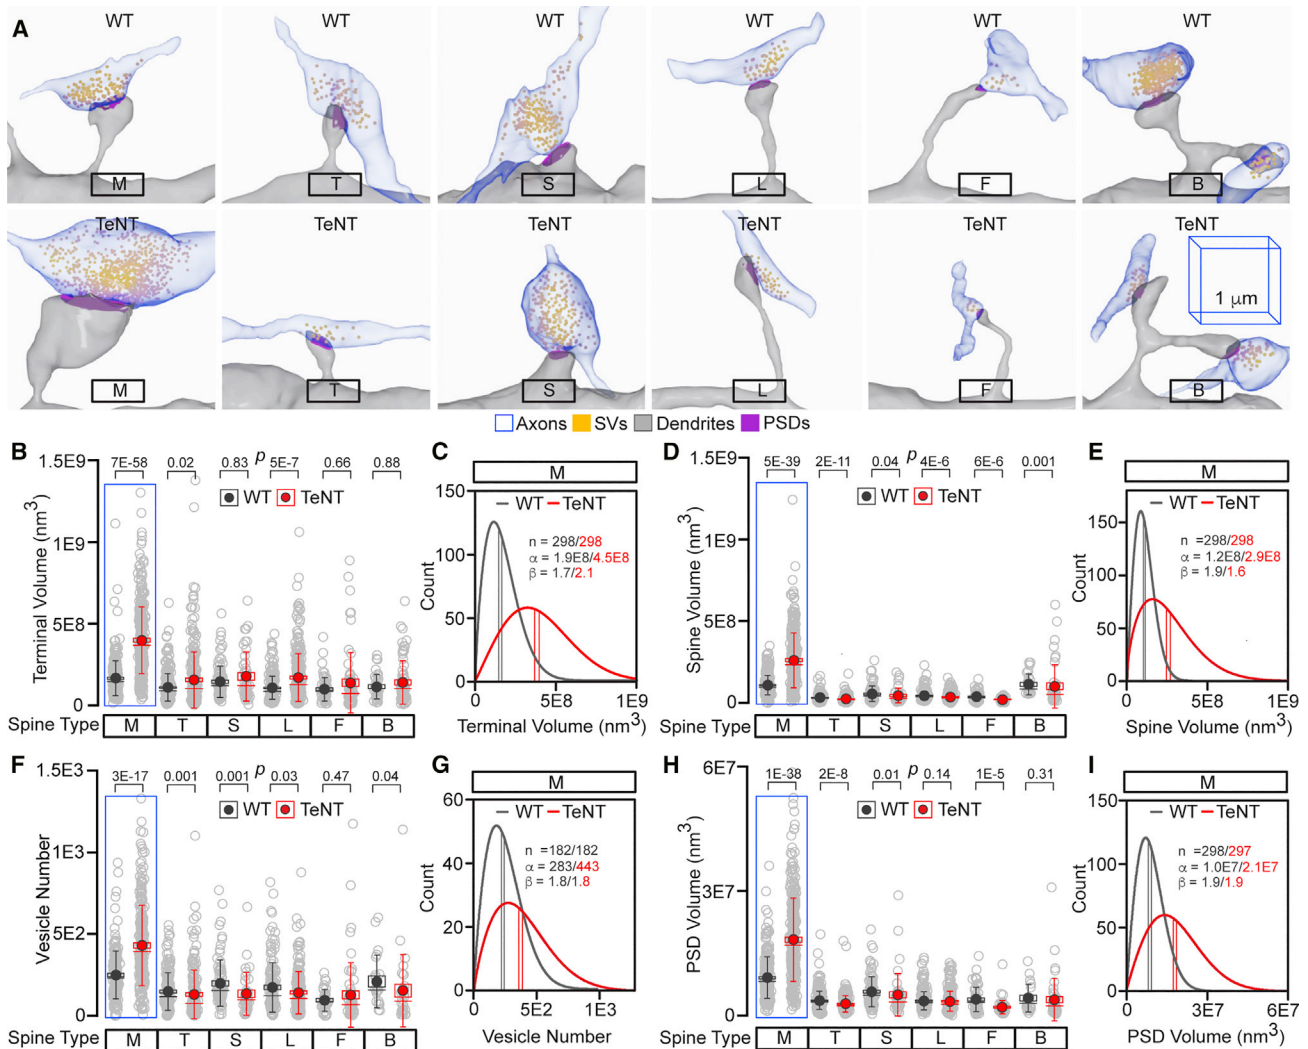 A
WT WT WT WT WT WT
M T S L F B
TeNT TeNT TeNT TeNT TeNT TeNT
1 μm
M T S L F B
Axons SVs Dendrites PSDs
B
p
7E-58 0.02 0.83 5E-7 0.66 0.88
WT TeNT
Terminal Volume (nm³)
1.5E9
1E9
5E8
0
Spine Type M T S L F B
C
M
WT TeNT
n = 298/298
α = 1.9E8/4.5E8
β = 1.7/2.1
Count
150
100
50
0
0 5E8 1E9
Terminal Volume (nm³)
D
p
5E-39 2E-11 0.04 4E-6 6E-6 0.001
WT TeNT
Spine Volume (nm³)
1.5E9
1E9
5E8
0
Spine Type M T S L F B
E
M
WT TeNT
n =298/298
α = 1.2E8/2.9E8
β = 1.9/1.6
Count
150
100
50
0
0 5E8 1E9
Spine Volume (nm³)
F
p
3E-17 0.001 0.001 0.03 0.47 0.04
WT TeNT
Vesicle Number
1.5E3
1E3
5E2
0
Spine Type M T S L F B
G
M
WT TeNT
n =182/182
α = 283/443
β = 1.8/1.8
Count
60
40
20
0
0 5E2 1E3
Vesicle Number
H
p
1E-38 2E-8 0.01 0.14 1E-5 0.31
WT TeNT
PSD Volume (nm³)
6E7
3E7
0
Spine Type M T S L F B
I
M
WT TeNT
n =298/297
α = 1.0E7/2.1E7
β = 1.9/1.9
Count
150
100
50
0
0 3E7 6E7
PSD Volume (nm³)